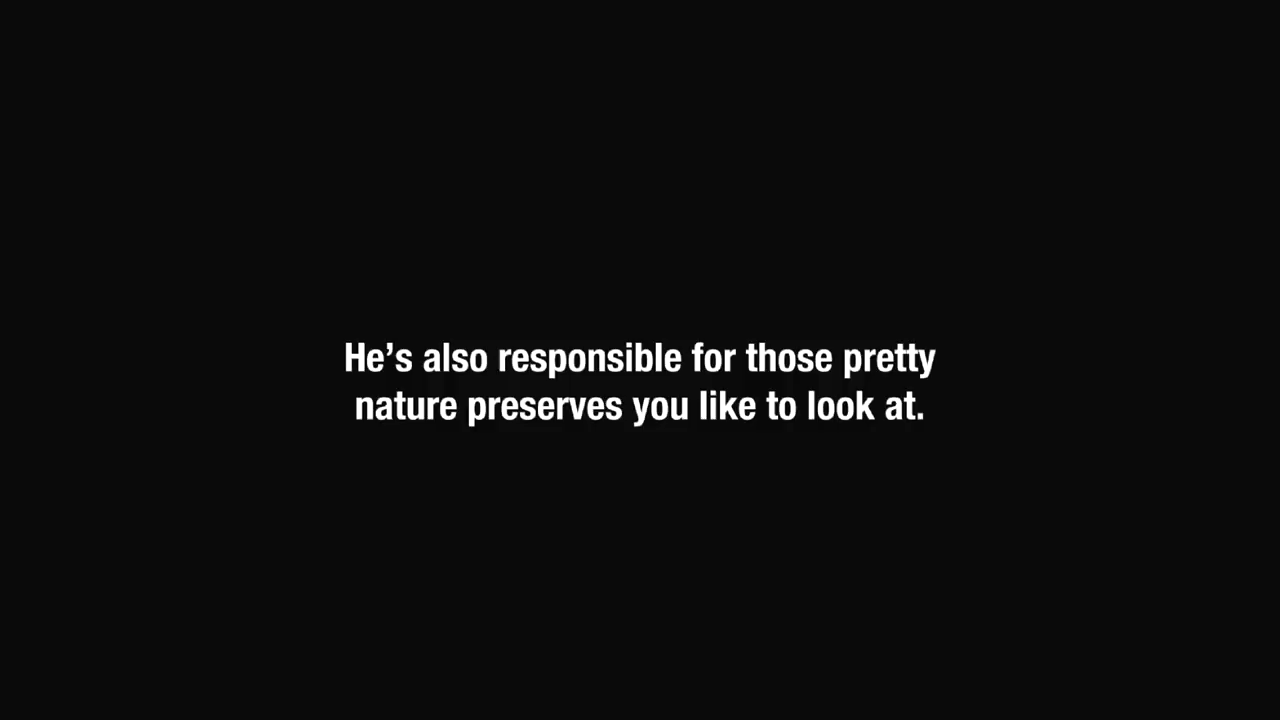 He’s also responsible for those pretty
nature preserves you like to look at.